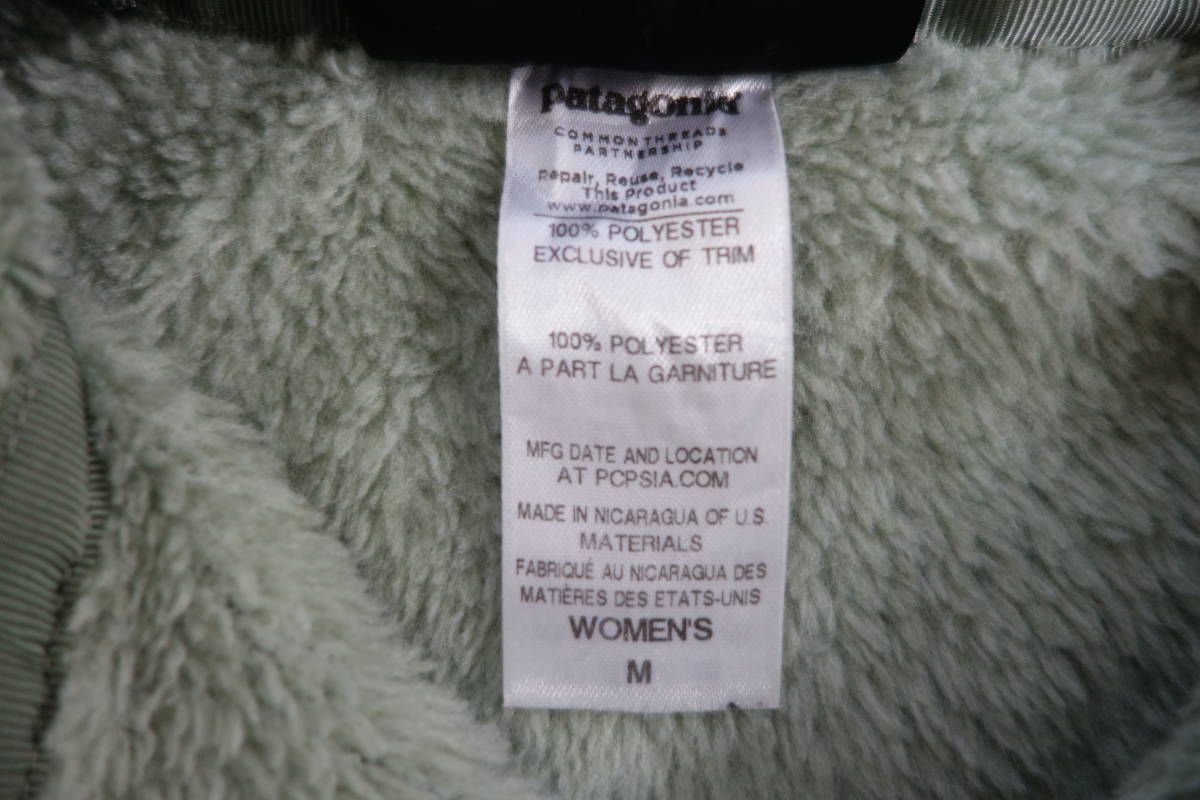 patagonia
COMMON THREADS
PARTNERSHIP
Repair, Reuse, Recycle
This Product
www.patagonia.com
100% POLYESTER
EXCLUSIVE OF TRIM
100% POLYESTER
A PART LA GARNITURE
MFG DATE AND LOCATION
AT PCPSIA.COM
MADE IN NICARAGUA OF U.S.
MATERIALS
FABRIQUÉ AU NICARAGUA DES
MATIÈRES DES ETATS-UNIS
WOMEN'S
M